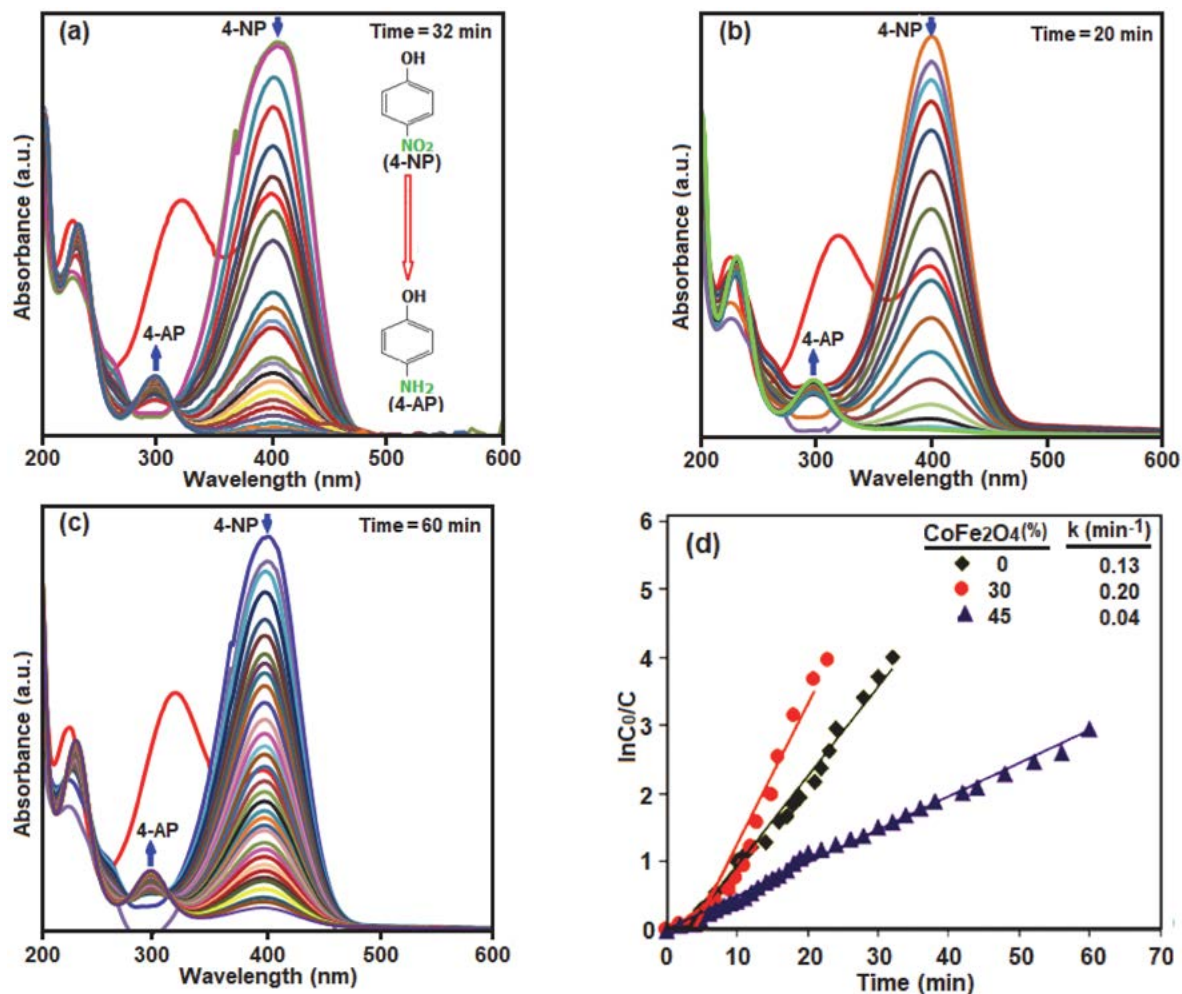 (a)
4-NP
Time = 32 min
OH
NO2
(4-NP)
OH
NH2
(4-AP)
4-AP
Absorbance (a.u.)
200 300 400 500 600
Wavelength (nm)
(b)
4-NP
Time = 20 min
4-AP
Absorbance (a.u.)
200 300 400 500 600
Wavelength (nm)
(c)
4-NP
Time = 60 min
4-AP
Absorbance (a.u.)
200 300 400 500 600
Wavelength (nm)
(d)
CoFe2O4(%) k (min-1)
0 0.13
30 0.20
45 0.04
lnC0/C
6
5
4
3
2
1
0
0 10 20 30 40 50 60 70
Time (min)